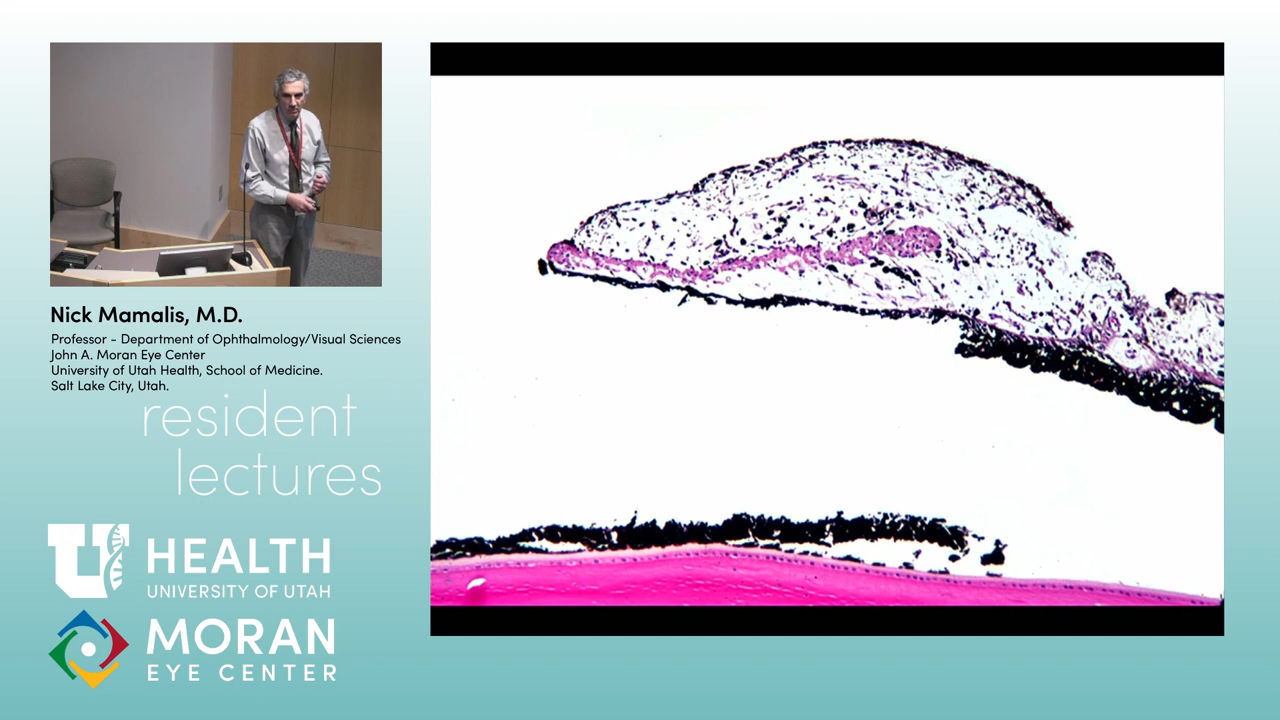 Nick Mamalis, M.D.
Professor - Department of Ophthalmology/Visual Sciences
John A. Moran Eye Center
University of Utah Health, School of Medicine.
Salt Lake City, Utah.
resident
lectures
U HEALTH
UNIVERSITY OF UTAH
MORAN
EYE CENTER